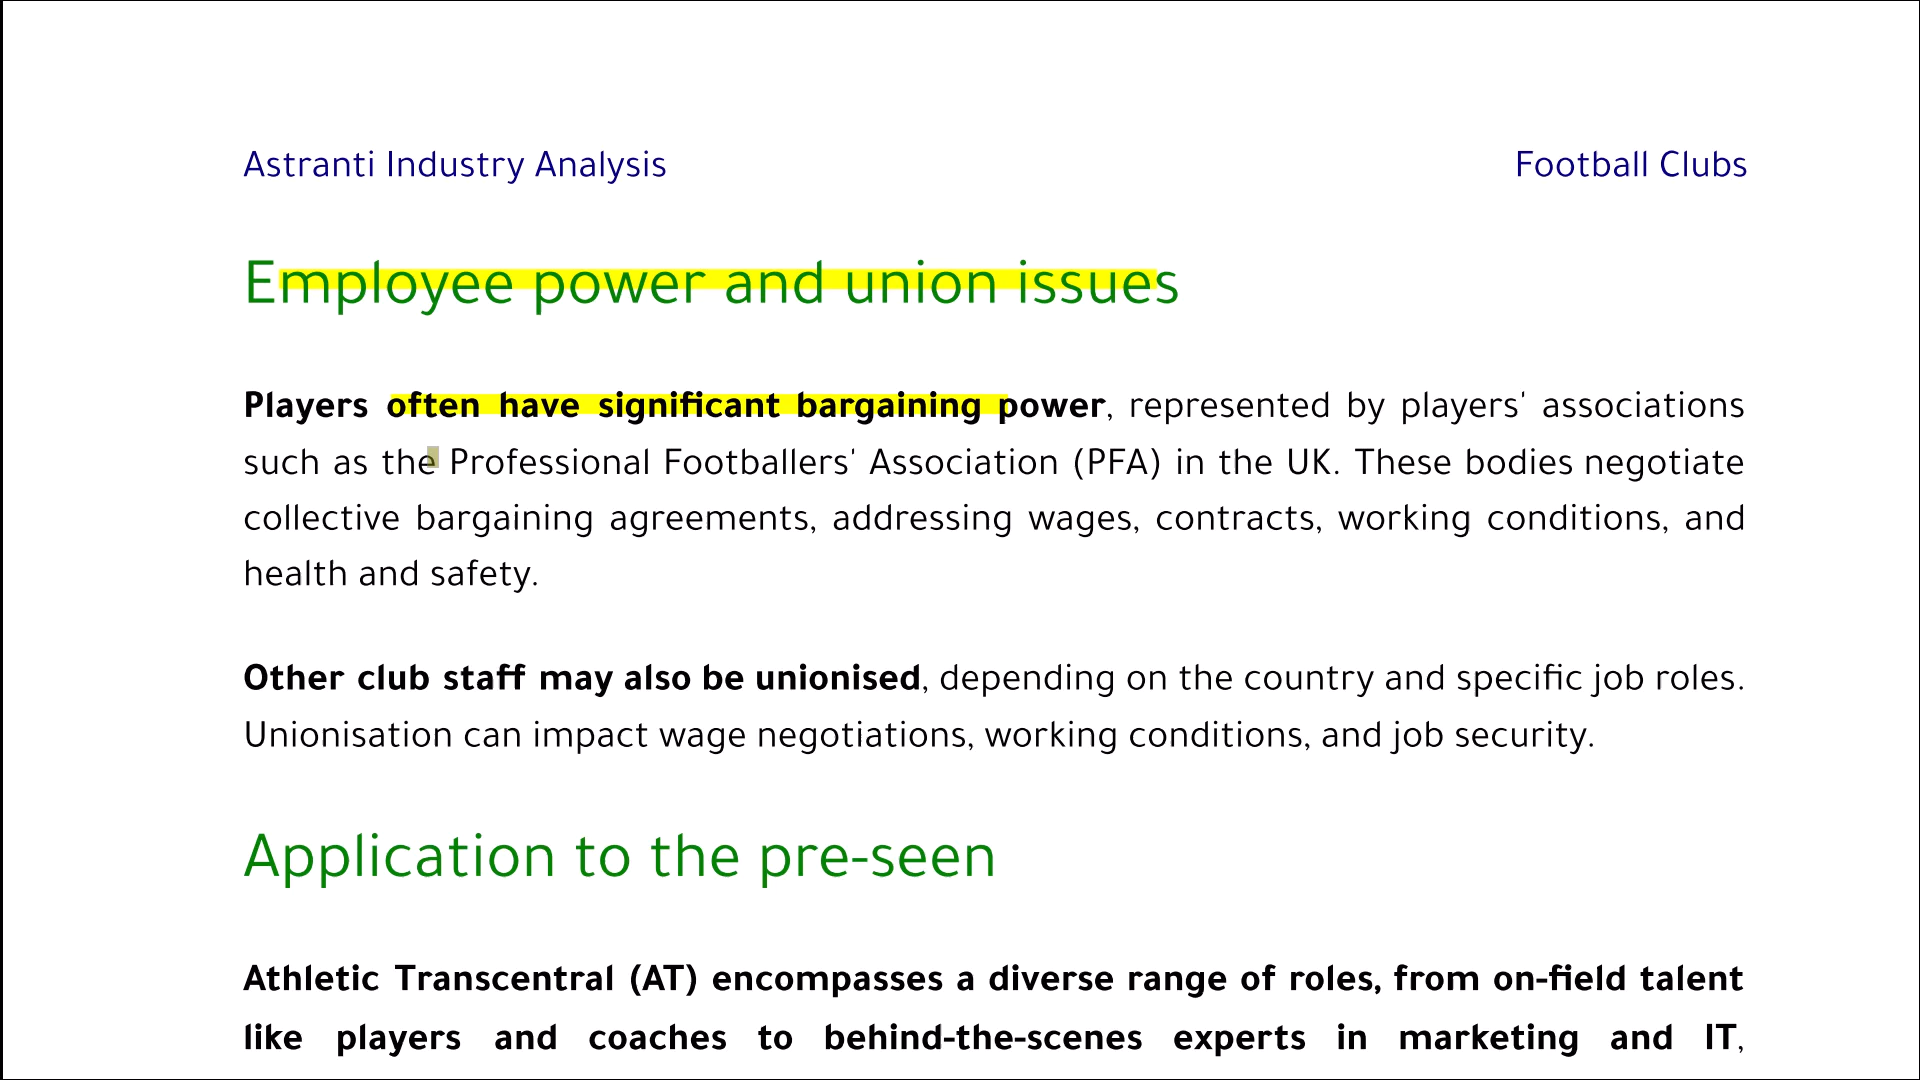 Astranti Industry Analysis Football Clubs
Employee power and union issues
Players often have significant bargaining power, represented by players' associations
such as the Professional Footballers' Association (PFA) in the UK. These bodies negotiate
collective bargaining agreements, addressing wages, contracts, working conditions, and
health and safety.
Other club staff may also be unionised, depending on the country and specific job roles.
Unionisation can impact wage negotiations, working conditions, and job security.
Application to the pre-seen
Athletic Transcentral (AT) encompasses a diverse range of roles, from on-field talent
like players and coaches to behind-the-scenes experts in marketing and IT,